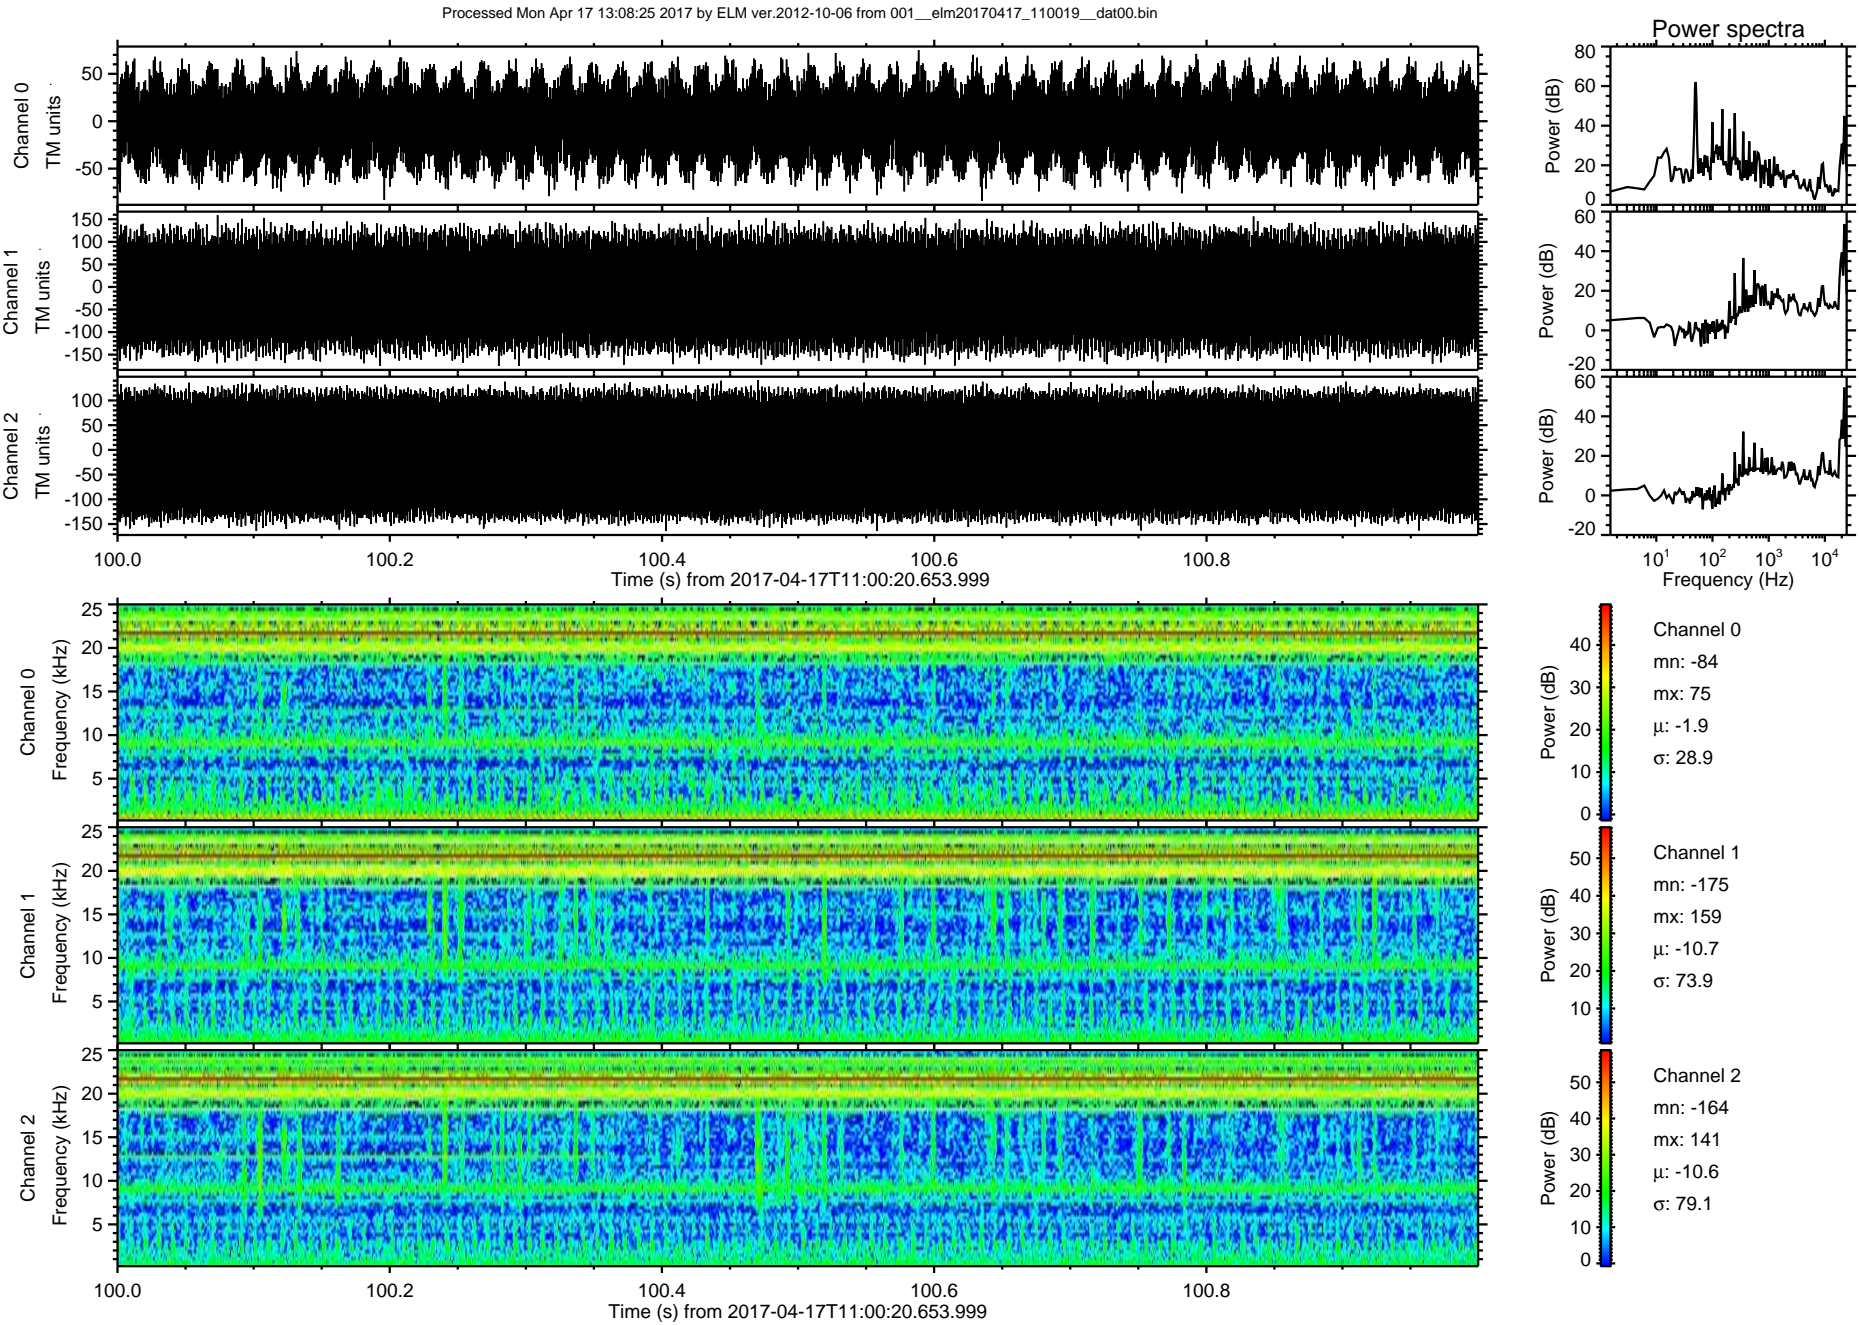 Processed Mon Apr 17 13:08:25 2017 by ELM ver.2012-10-06 from 001__elm20170417_110019__dat00.bin
Power spectra
Channel 0
TM units
50
0
-50
Power (dB)
80
60
40
20
0
Channel 1
TM units
150
100
50
0
-50
-100
-150
Power (dB)
60
40
20
0
-20
Channel 2
TM units
100
50
0
-50
-100
-150
Power (dB)
60
40
20
0
-20
100.0 100.2 100.4 100.6 100.8
Time (s) from 2017-04-17T11:00:20.653.999
10^1 10^2 10^3 10^4
Frequency (Hz)
Channel 0
Frequency (kHz)
25
20
15
10
5
Power (dB)
40
30
20
10
0
Channel 0
mn: -84
mx: 75
μ: -1.9
σ: 28.9
Channel 1
Frequency (kHz)
25
20
15
10
5
Power (dB)
50
40
30
20
10
Channel 1
mn: -175
mx: 159
μ: -10.7
σ: 73.9
Channel 2
Frequency (kHz)
25
20
15
10
5
Power (dB)
50
40
30
20
10
0
Channel 2
mn: -164
mx: 141
μ: -10.6
σ: 79.1
100.0 100.2 100.4 100.6 100.8
Time (s) from 2017-04-17T11:00:20.653.999